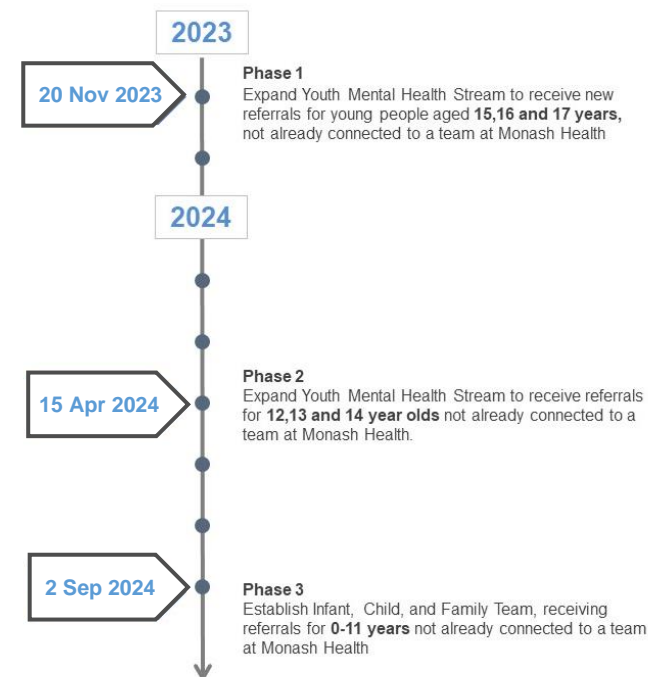 2023
20 Nov 2023
Phase 1
Expand Youth Mental Health Stream to receive new
referrals for young people aged 15,16 and 17 years,
not already connected to a team at Monash Health
2024
15 Apr 2024
Phase 2
Expand Youth Mental Health Stream to receive referrals
for 12,13 and 14 year olds not already connected to a
team at Monash Health.
2 Sep 2024
Phase 3
Establish Infant, Child, and Family Team, receiving
referrals for 0-11 years not already connected to a team
at Monash Health